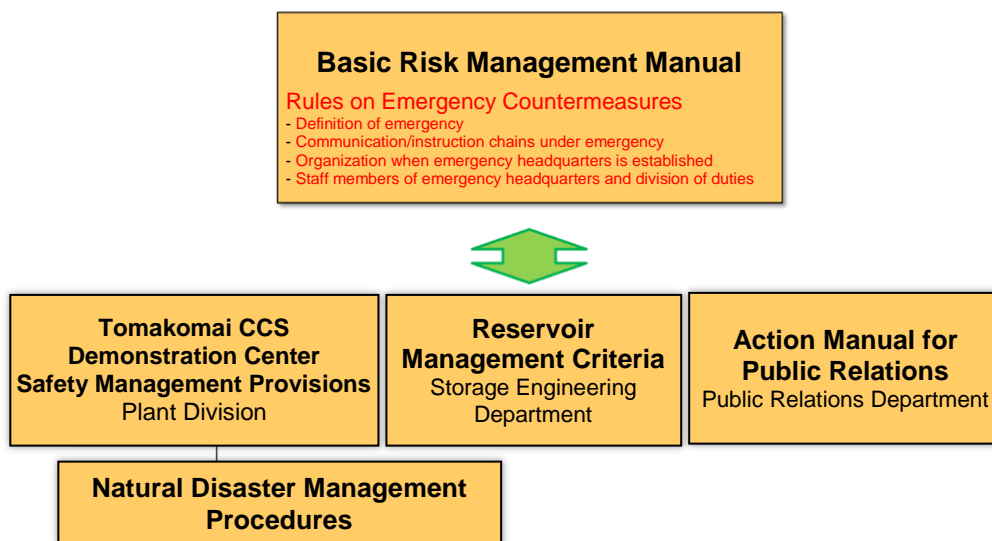 Basic Risk Management Manual
Rules on Emergency Countermeasures
- Definition of emergency
- Communication/instruction chains under emergency
- Organization when emergency headquarters is established
- Staff members of emergency headquarters and division of duties
Tomakomai CCS
Demonstration Center
Safety Management Provisions
Plant Division
Reservoir
Management Criteria
Storage Engineering
Department
Action Manual for
Public Relations
Public Relations Department
Natural Disaster Management
Procedures